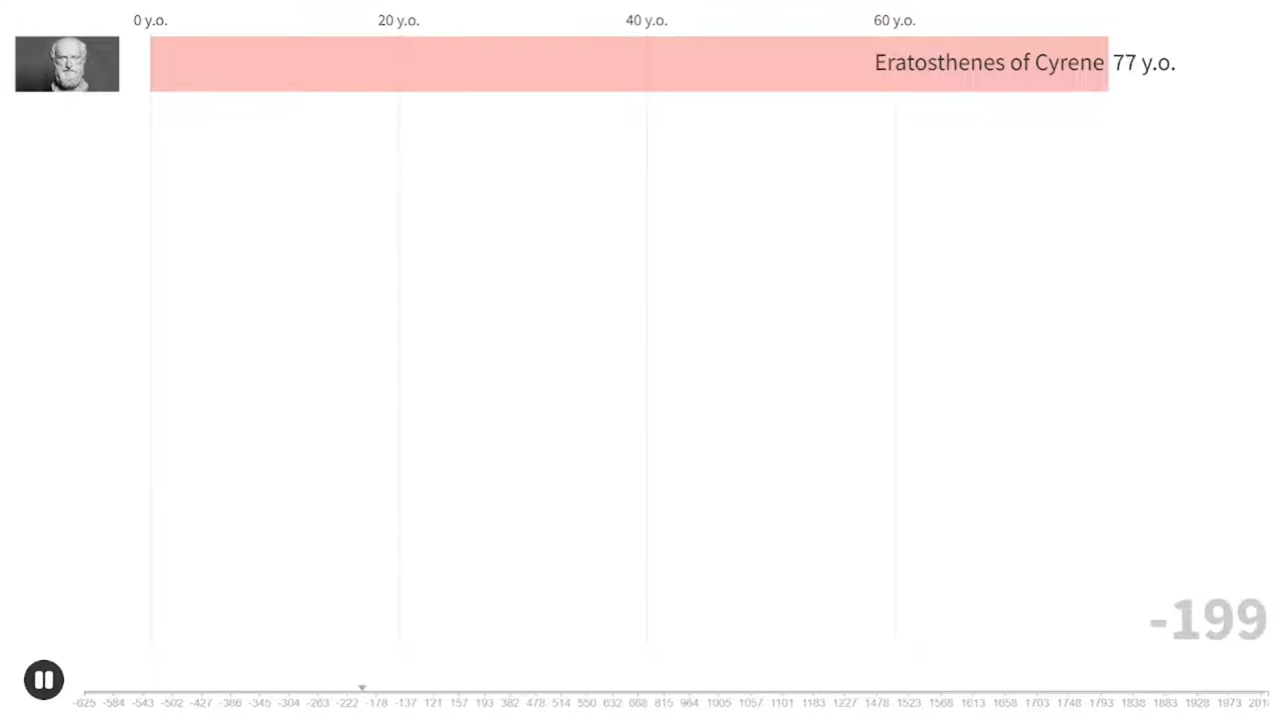 0 y.o. 20 y.o. 40 y.o. 60 y.o.
Eratosthenes of Cyrene 77 y.o.
-199
-625 -584 -543 -502 -427 -386 -345 -304 -263 -222 -178 -137 121 157 193 382 478 514 550 632 668 815 964 1005 1057 1101 1183 1227 1478 1523 1568 1613 1658 1703 1748 1793 1838 1883 1928 1973